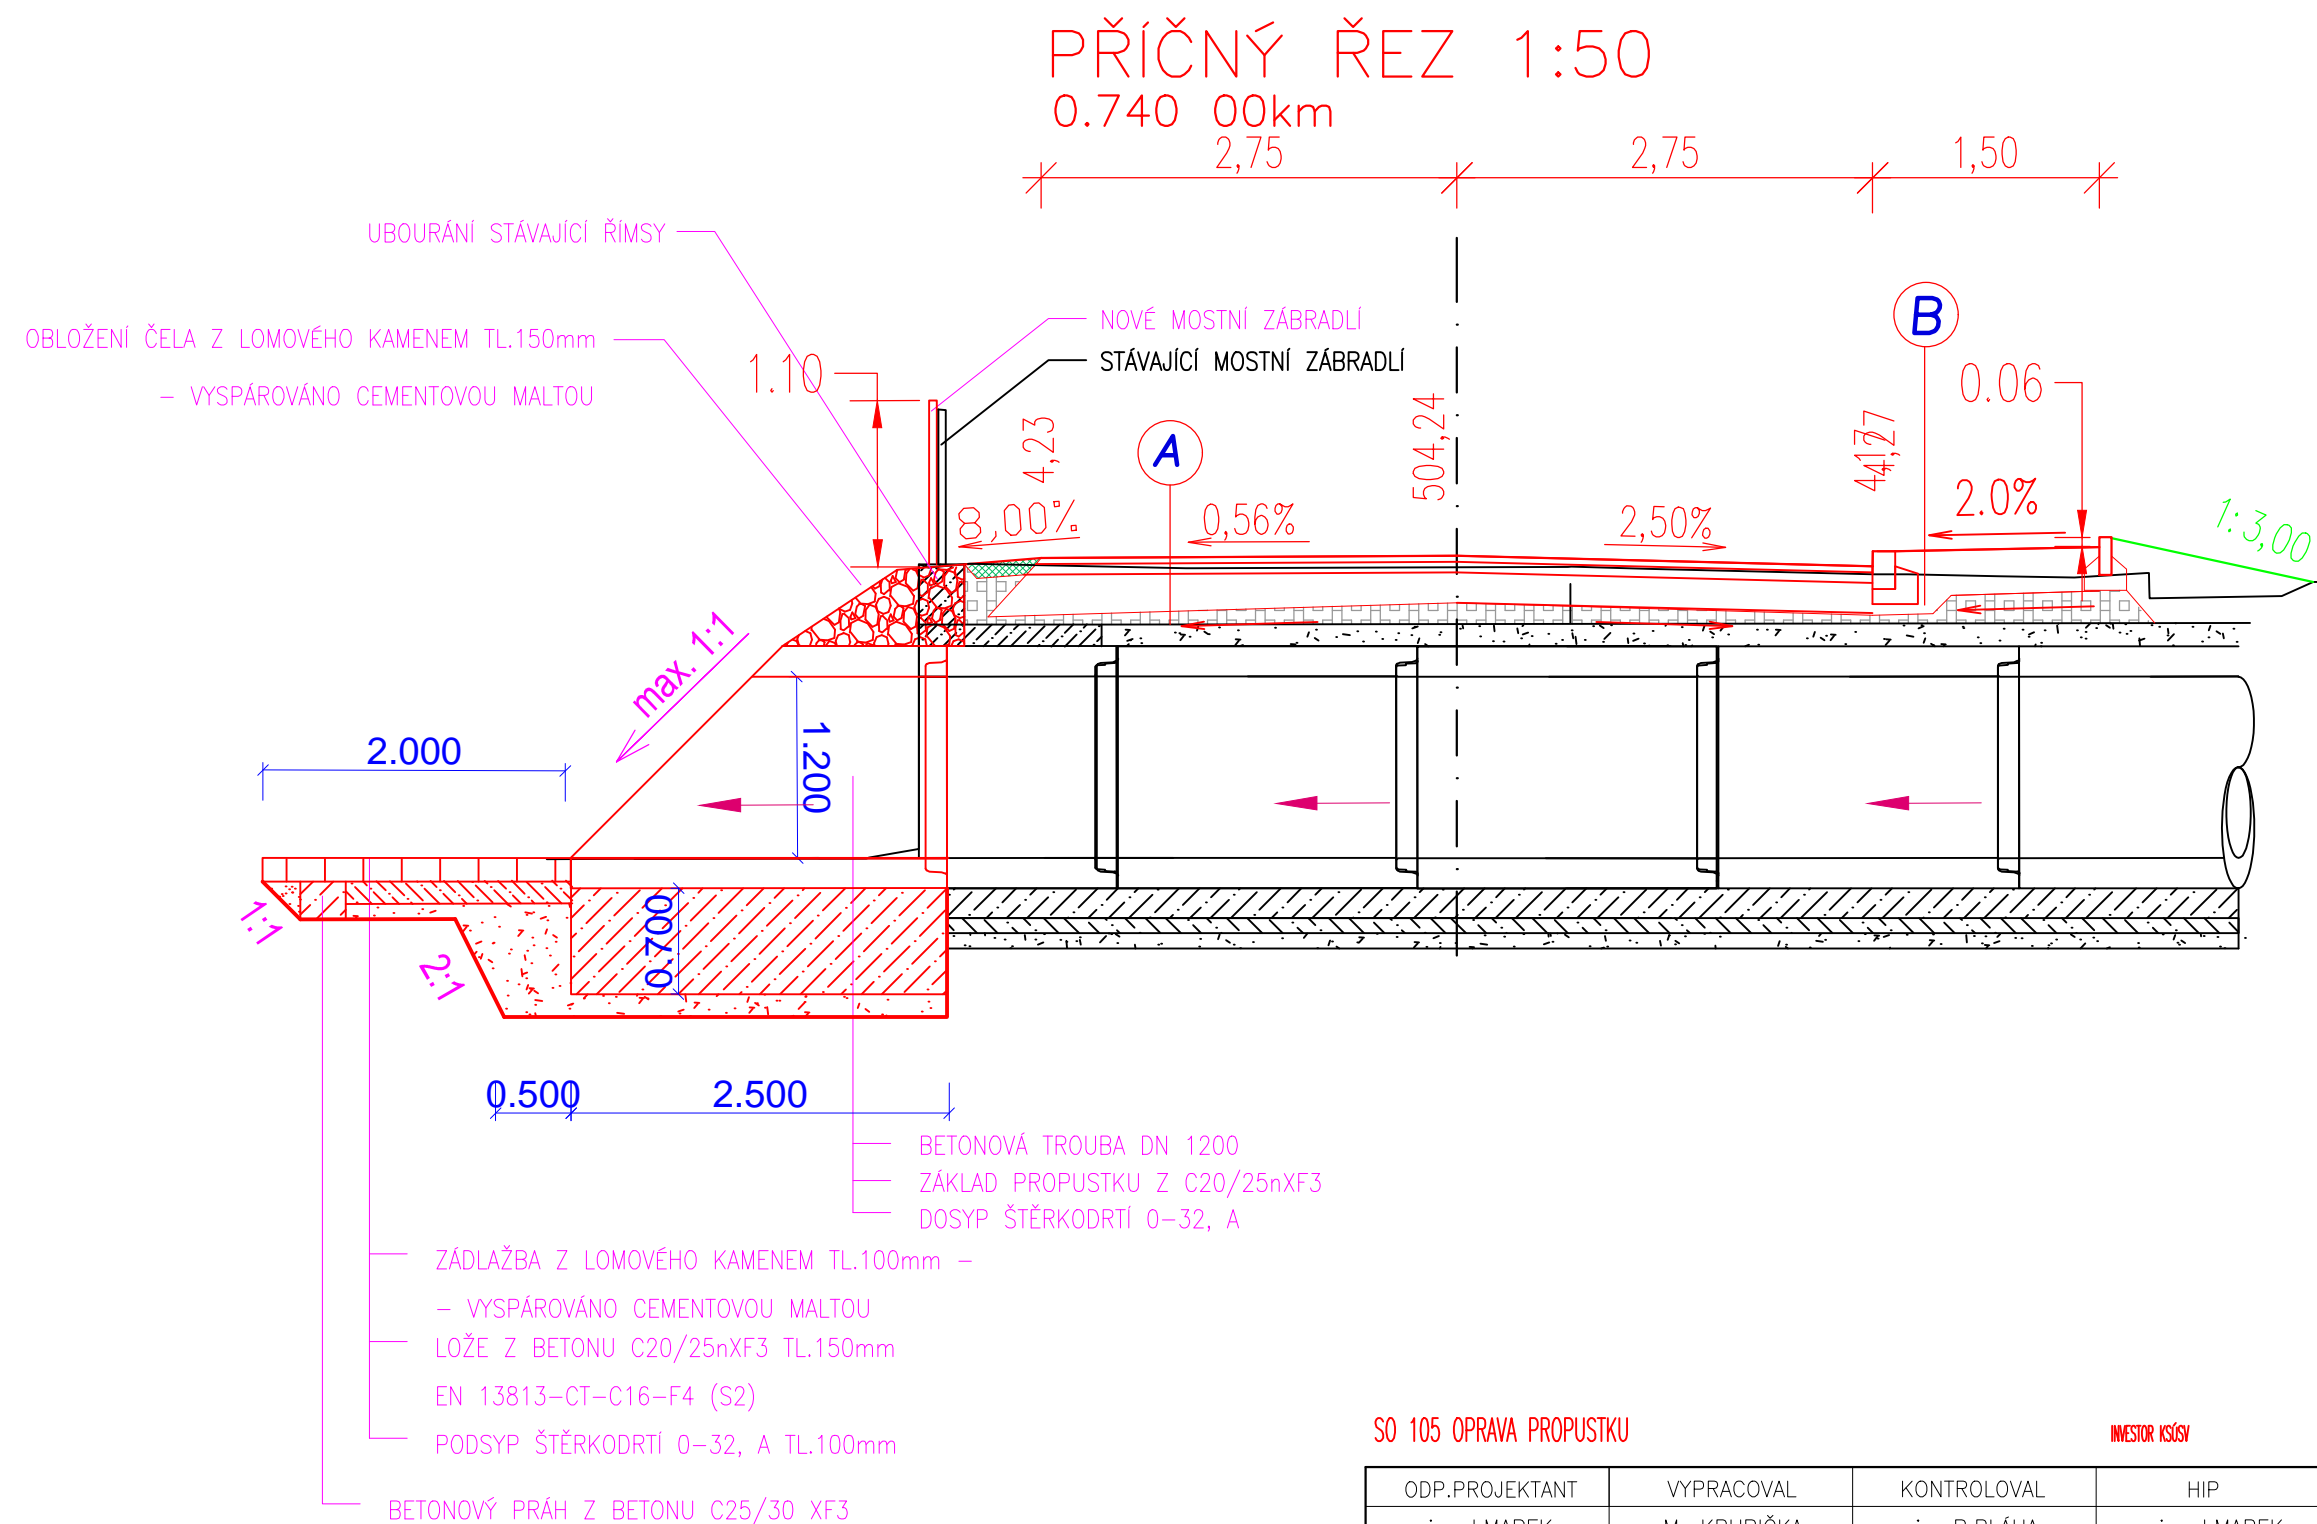 PŘÍČNÝ ŘEZ 1:50
0.740 00km
2,75
2,75
1,50
UBOURÁNÍ STÁVAJÍCÍ ŘÍMSY
NOVÉ MOSTNÍ ZÁBRADLÍ
STÁVAJÍCÍ MOSTNÍ ZÁBRADLÍ
OBLOŽENÍ ČELA Z LOMOVÉHO KAMENEM TL.150mm
– VYSPÁROVÁNO CEMENTOVOU MALTOU
1.10
B
0.06
A
4,23
504,24
8,00%
0,56%
2,50%
2.0%
1:3,00
max. 1:1
2.000
1.200
1:1
2:1
0.700
0.500
2.500
BETONOVÁ TROUBA DN 1200
ZÁKLAD PROPUSTKU Z C20/25nXF3
DOSYP ŠTĚRKODRTÍ 0–32, A
ZÁDLAŽBA Z LOMOVÉHO KAMENEM TL.100mm –
– VYSPÁROVÁNO CEMENTOVOU MALTOU
LOŽE Z BETONU C20/25nXF3 TL.150mm
EN 13813–CT–C16–F4 (S2)
PODSYP ŠTĚRKODRTÍ 0–32, A TL.100mm
BETONOVÝ PRÁH Z BETONU C25/30 XF3
SO 105 OPRAVA PROPUSTKU
INVESTOR KSÚSV
ODP.PROJEKTANT
VYPRACOVAL
KONTROLOVAL
HIP